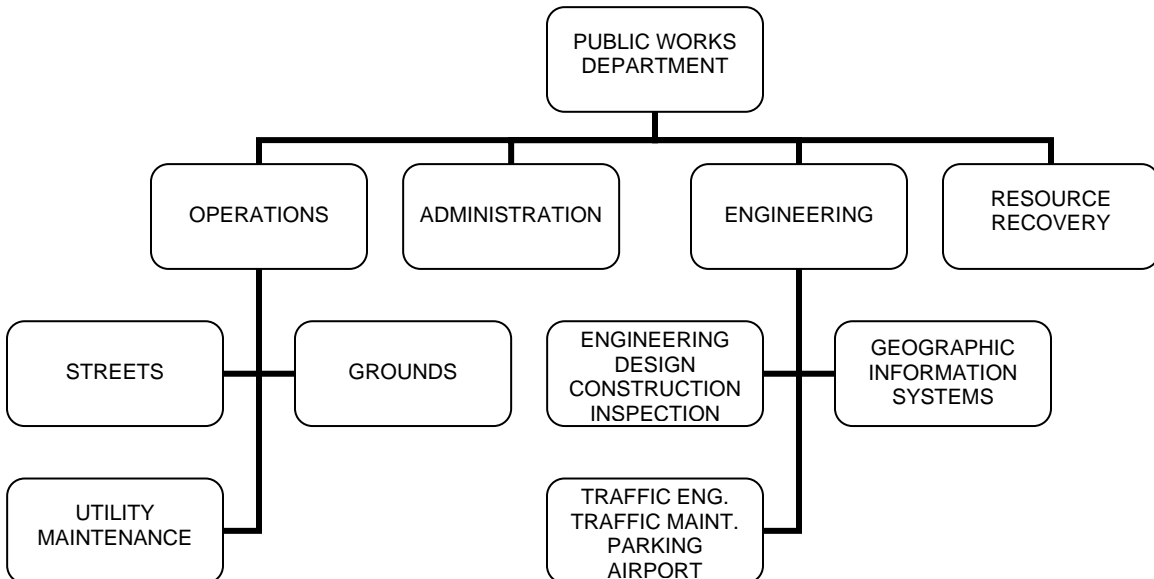 PUBLIC WORKS
DEPARTMENT
OPERATIONS
ADMINISTRATION
ENGINEERING
RESOURCE
RECOVERY
STREETS
GROUNDS
ENGINEERING
DESIGN
CONSTRUCTION
INSPECTION
GEOGRAPHIC
INFORMATION
SYSTEMS
UTILITY
MAINTENANCE
TRAFFIC ENG.
TRAFFIC MAINT.
PARKING
AIRPORT